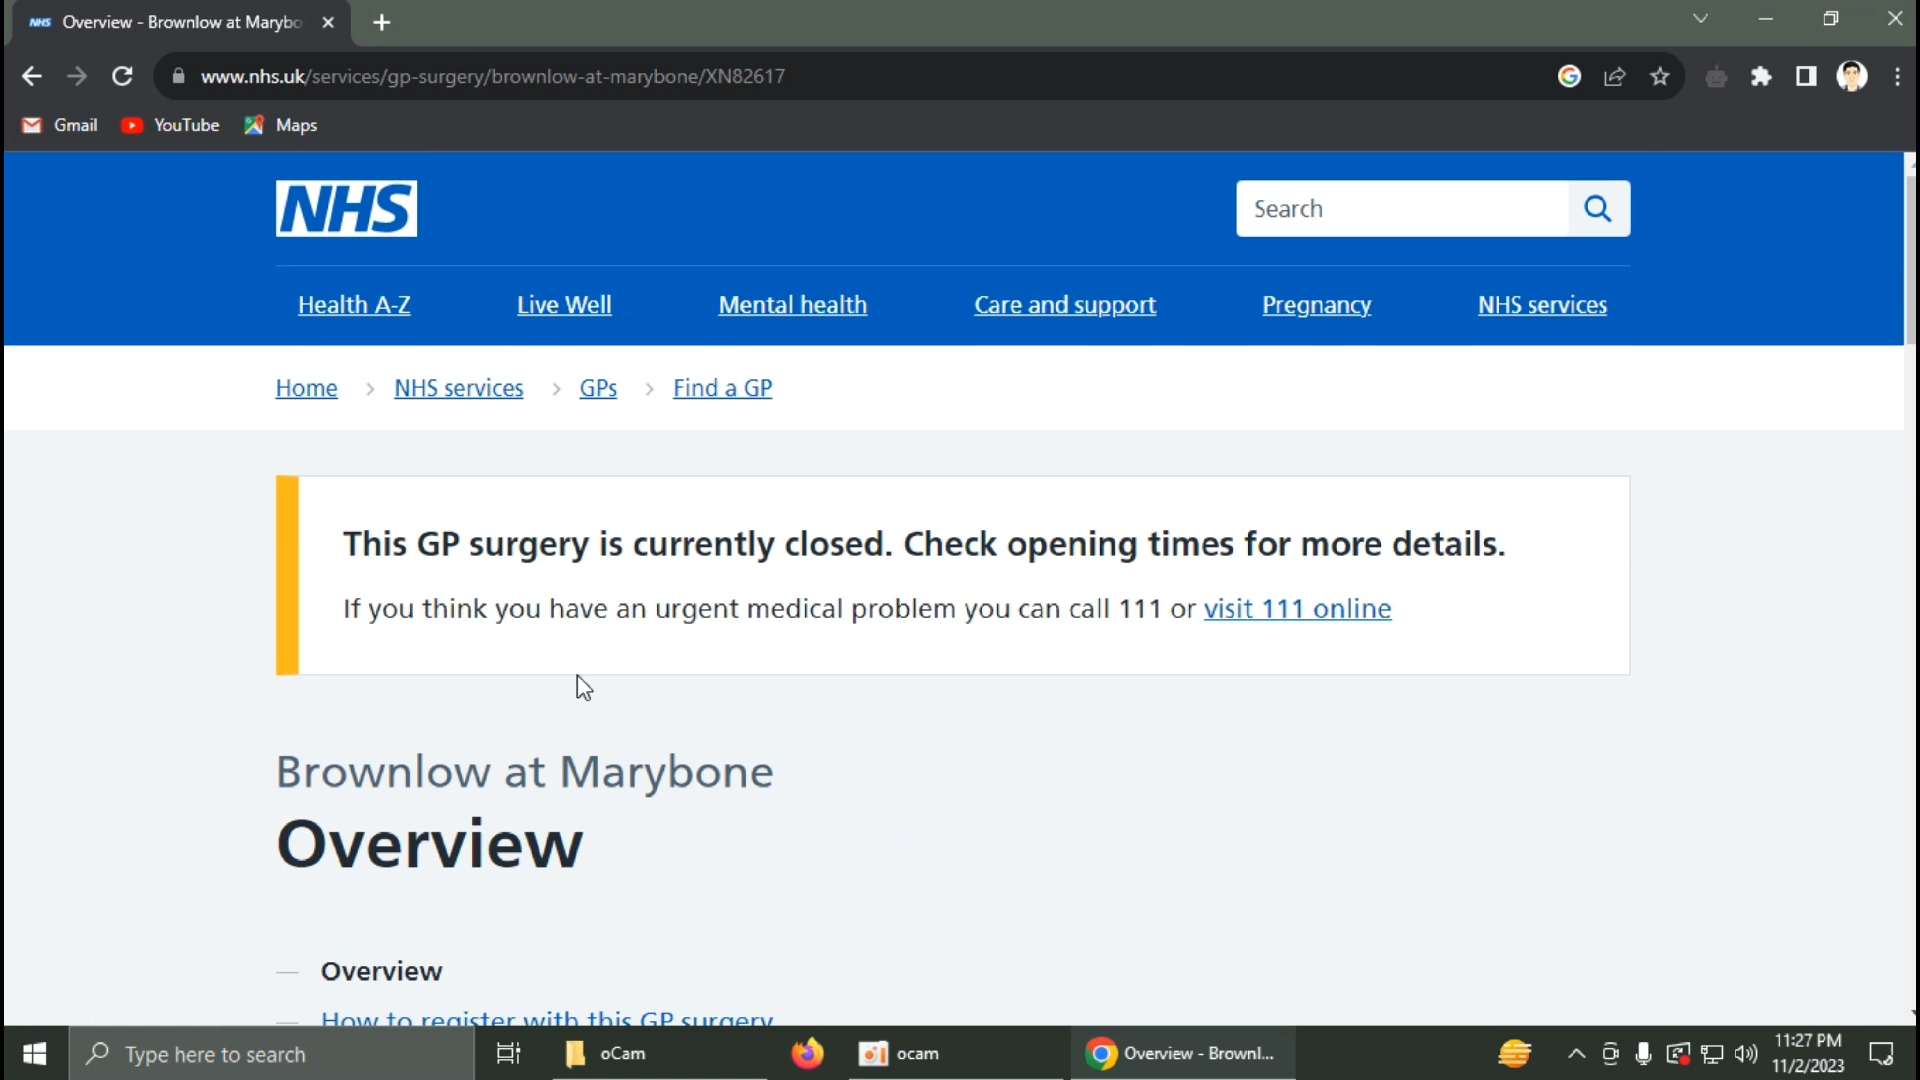 NHS Overview - Brownlow at Marybo
www.nhs.uk/services/gp-surgery/brownlow-at-marybone/XN82617
Gmail YouTube Maps
NHS Search
Health A-Z Live Well Mental health Care and support Pregnancy NHS services
Home > NHS services > GPs > Find a GP
This GP surgery is currently closed. Check opening times for more details.
If you think you have an urgent medical problem you can call 111 or visit 111 online
Brownlow at Marybone
Overview
— Overview
— How to register with this GP surgery
Type here to search oCam ocam Overview - Brownl... 11:27 PM
11/2/2023